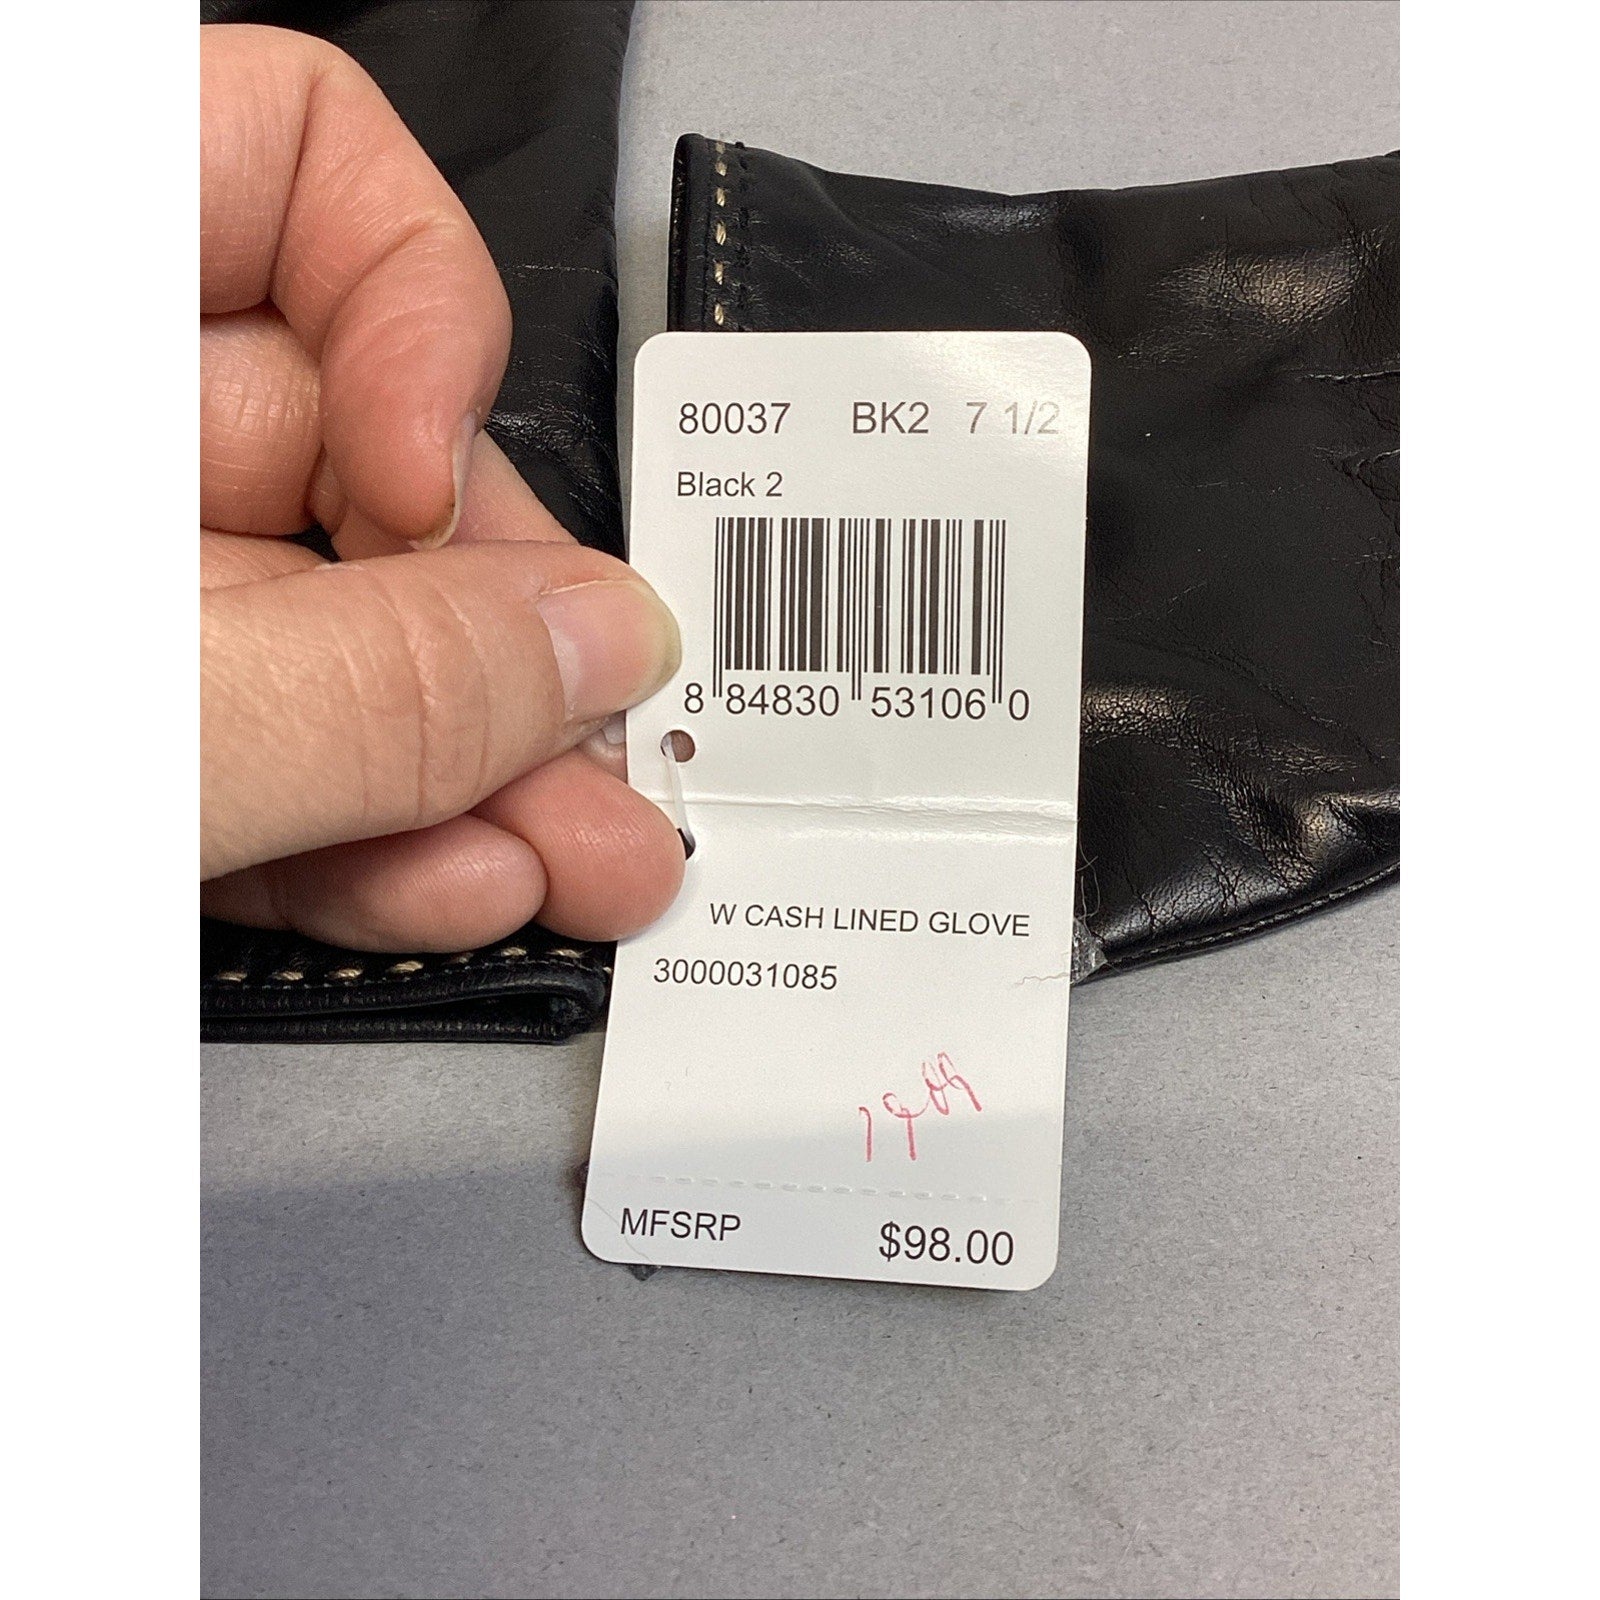 80037 BK2 7 1/2
Black 2
8 84830 53106 0
W CASH LINED GLOVE
3000031085
MFSRP $98.00